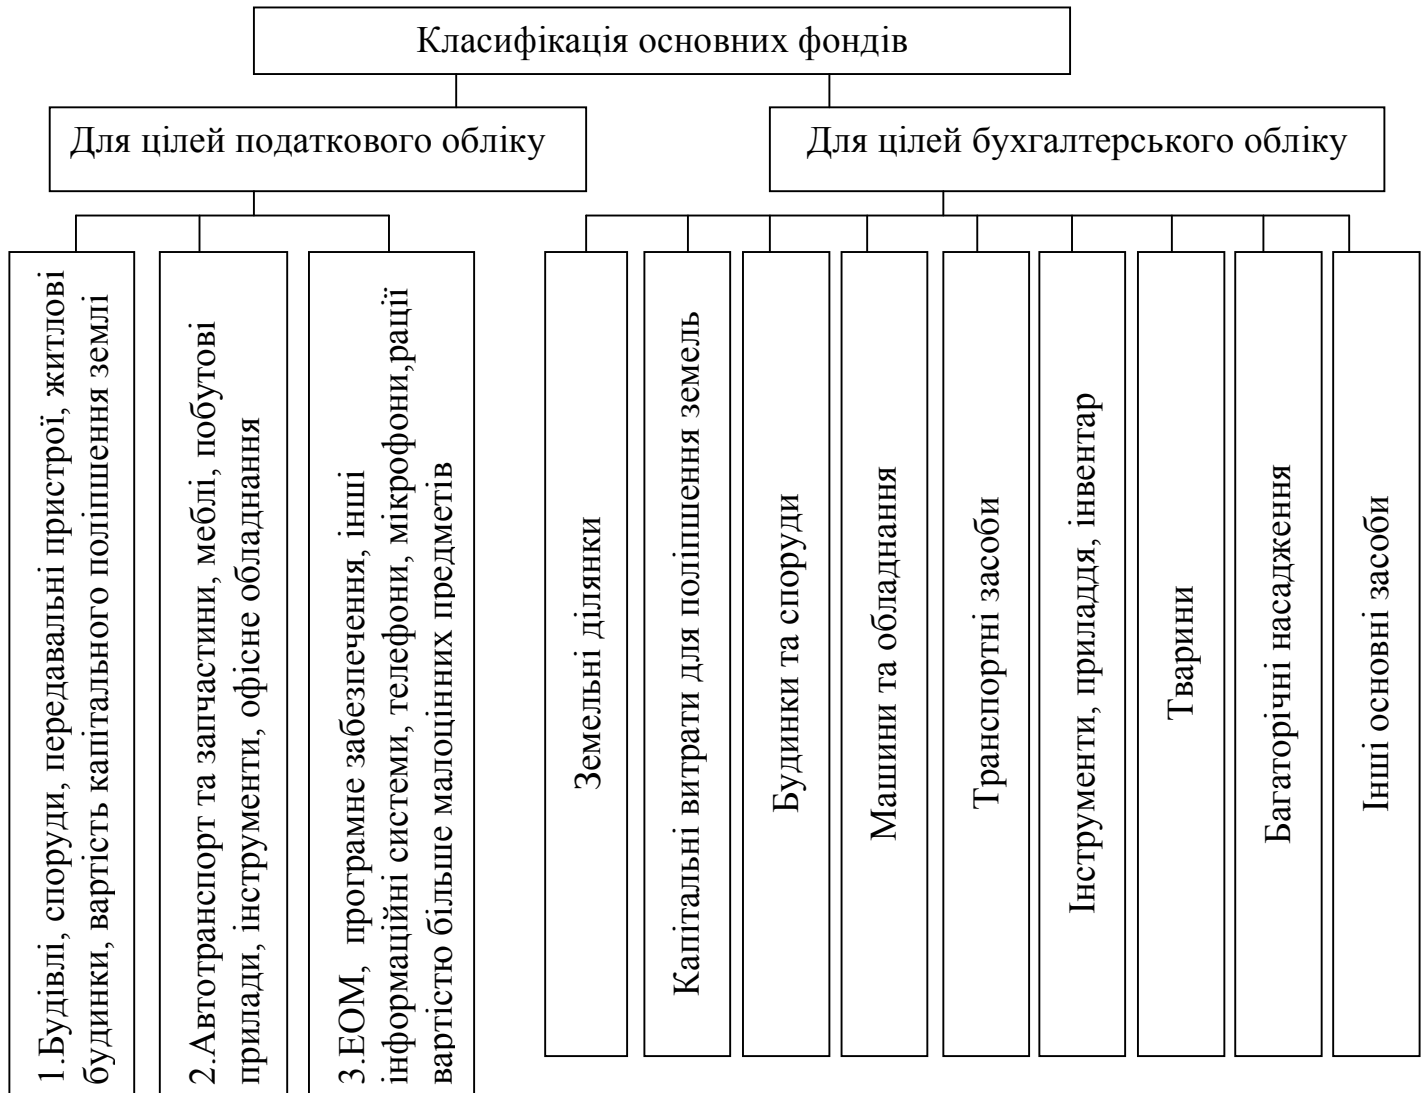 Класифікація основних фондів
Для цілей податкового обліку
Для цілей бухгалтерського обліку
1.Будівлі, споруди, передавальні пристрої, житлові
будинки, вартість капітального поліпшення землі
2.Автотранспорт та запчастини, меблі, побутові
прилади, інструменти, офісне обладнання
3.ЕОМ, програмне забезпечення, інші
інформаційні системи, телефони, мікрофони,рації
вартістю більше малоцінних предметів
Земельні ділянки
Капітальні витрати для поліпшення земель
Будинки та споруди
Машини та обладнання
Транспортні засоби
Інструменти, приладдя, інвентар
Тварини
Багаторічні насадження
Інші основні засоби